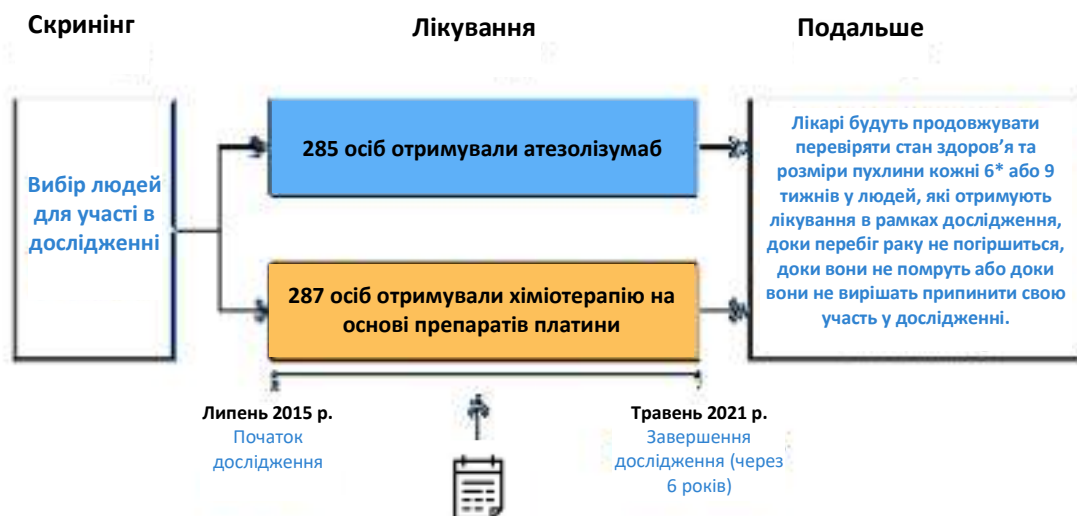 Скринінг
Лікування
Подальше
Вибір людей
для участі в
дослідженні
285 осіб отримували атезолізумаб
287 осіб отримували хіміотерапію на
основі препаратів платини
Лікарі будуть продовжувати
перевіряти стан здоров’я та
розміри пухлини кожні 6* або 9
тижнів у людей, які отримують
лікування в рамках дослідження,
доки перебіг раку не погіршиться,
доки вони не помруть або доки
вони не вирішать припинити свою
участь у дослідженні.
Липень 2015 р.
Початок
дослідження
Травень 2021 р.
Завершення
дослідження (через
6 років)